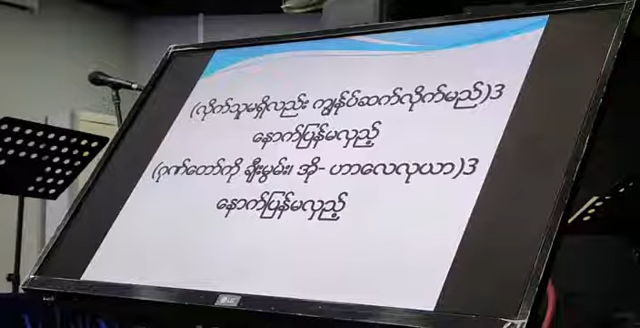 (လိုက်သူမရှိလည်း ကျွန်ုပ်ဆက်လိုက်မည်)3
နောက်ပြန်မလှည့်
(ဂုဏ်တော်ကို ချီးမွမ်း၊ အို- ဟာလေလုယာ)3
နောက်ပြန်မလှည့်
LG